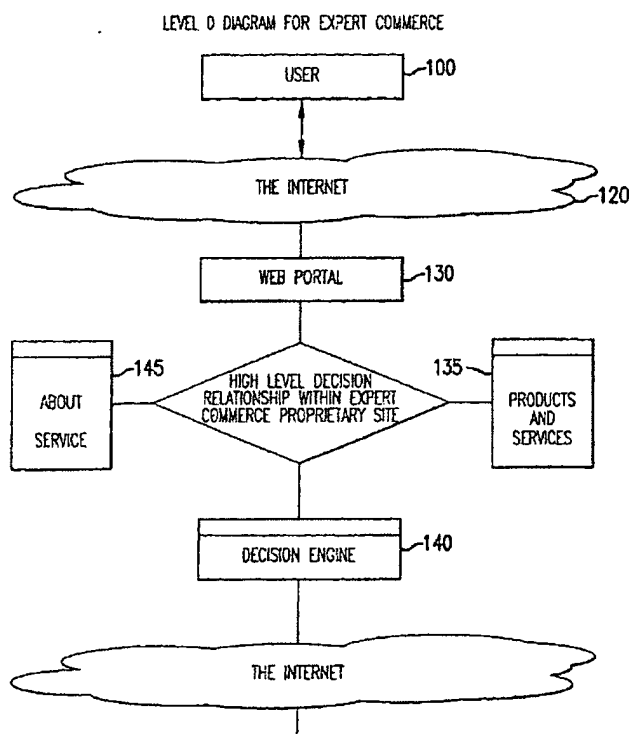 LEVEL 0 DIAGRAM FOR EXPERT COMMERCE
USER
100
THE INTERNET
120
WEB PORTAL
130
145
ABOUT
SERVICE
HIGH LEVEL DECISION
RELATIONSHIP WITHIN EXPERT
COMMERCE PROPRIETARY SITE
135
PRODUCTS
AND
SERVICES
DECISION ENGINE
140
THE INTERNET